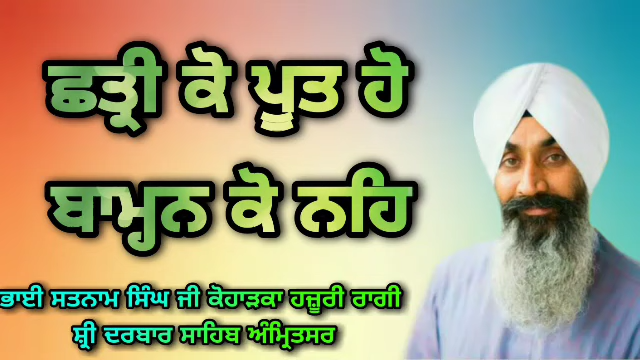 ਛਤ੍ਰੀ ਕੋ ਪੂਤ ਹੋ
ਬਾਮ੍ਹਨ ਕੋ ਨਹਿ
ਭਾਈ ਸਤਨਾਮ ਸਿੰਘ ਜੀ ਕੋਹਾੜਕਾ ਹਜ਼ੂਰੀ ਰਾਗੀ
ਸ਼੍ਰੀ ਦਰਬਾਰ ਸਾਹਿਬ ਅੰਮ੍ਰਿਤਸਰ